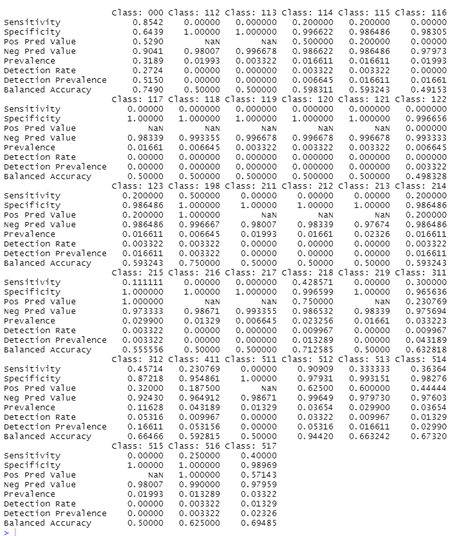 Class: 000 Class: 112 Class: 113 Class: 114 Class: 115 Class: 116
Sensitivity 0.8542 0.00000 0.000000 0.200000 0.200000 0.00000
Specificity 0.6439 1.00000 1.000000 0.996622 0.986486 0.98305
Pos Pred Value 0.5290 NaN NaN 0.500000 0.200000 0.00000
Neg Pred Value 0.9041 0.98007 0.996678 0.986622 0.986486 0.97973
Prevalence 0.3189 0.01993 0.003322 0.016611 0.016611 0.01993
Detection Rate 0.2724 0.00000 0.000000 0.003322 0.003322 0.00000
Detection Prevalence 0.5150 0.00000 0.000000 0.006645 0.016611 0.01661
Balanced Accuracy 0.7490 0.50000 0.500000 0.598311 0.593243 0.49153
Class: 117 Class: 118 Class: 119 Class: 120 Class: 121 Class: 122
Sensitivity 0.00000 0.000000 0.000000 0.000000 0.000000 0.000000
Specificity 1.00000 1.000000 1.000000 1.000000 1.000000 0.996656
Pos Pred Value NaN NaN NaN NaN NaN 0.000000
Neg Pred Value 0.98339 0.993355 0.996678 0.996678 0.996678 0.993333
Prevalence 0.01661 0.006645 0.003322 0.003322 0.003322 0.006645
Detection Rate 0.00000 0.000000 0.000000 0.000000 0.000000 0.000000
Detection Prevalence 0.00000 0.000000 0.000000 0.000000 0.000000 0.003322
Balanced Accuracy 0.50000 0.500000 0.500000 0.500000 0.500000 0.498328
Class: 123 Class: 198 Class: 211 Class: 212 Class: 213 Class: 214
Sensitivity 0.200000 0.500000 0.00000 0.00000 0.00000 0.200000
Specificity 0.986486 1.000000 1.00000 1.00000 1.00000 0.986486
Pos Pred Value 0.200000 1.000000 NaN NaN NaN 0.200000
Neg Pred Value 0.986486 0.996667 0.98007 0.98339 0.97674 0.986486
Prevalence 0.016611 0.006645 0.01993 0.01661 0.02326 0.016611
Detection Rate 0.003322 0.003322 0.00000 0.00000 0.00000 0.003322
Detection Prevalence 0.016611 0.003322 0.00000 0.00000 0.00000 0.016611
Balanced Accuracy 0.593243 0.750000 0.50000 0.50000 0.50000 0.593243
Class: 215 Class: 216 Class: 217 Class: 218 Class: 219 Class: 311
Sensitivity 0.111111 0.00000 0.000000 0.428571 0.00000 0.300000
Specificity 1.000000 1.00000 1.000000 0.996599 1.00000 0.965636
Pos Pred Value 1.000000 NaN NaN 0.750000 NaN 0.230769
Neg Pred Value 0.973333 0.98671 0.993355 0.986532 0.98339 0.975694
Prevalence 0.029900 0.01329 0.006645 0.023256 0.01661 0.033223
Detection Rate 0.003322 0.00000 0.000000 0.009967 0.00000 0.009967
Detection Prevalence 0.003322 0.00000 0.000000 0.013289 0.00000 0.043189
Balanced Accuracy 0.555556 0.50000 0.500000 0.712585 0.50000 0.632818
Class: 312 Class: 411 Class: 511 Class: 512 Class: 513 Class: 514
Sensitivity 0.45714 0.230769 0.00000 0.90909 0.333333 0.36364
Specificity 0.87218 0.954861 1.00000 0.97931 0.993151 0.98276
Pos Pred Value 0.32000 0.187500 NaN 0.62500 0.600000 0.44444
Neg Pred Value 0.92430 0.964912 0.98671 0.99649 0.979730 0.97603
Prevalence 0.11628 0.043189 0.01329 0.03654 0.029900 0.03654
Detection Rate 0.05316 0.009967 0.00000 0.03322 0.009967 0.01329
Detection Prevalence 0.16611 0.053156 0.00000 0.05316 0.016611 0.02990
Balanced Accuracy 0.66466 0.592815 0.50000 0.94420 0.663242 0.67320
Class: 515 Class: 516 Class: 517
Sensitivity 0.00000 0.250000 0.40000
Specificity 1.00000 1.000000 0.98969
Pos Pred Value NaN 1.000000 0.57143
Neg Pred Value 0.98007 0.990000 0.97959
Prevalence 0.01993 0.013289 0.03322
Detection Rate 0.00000 0.003322 0.01329
Detection Prevalence 0.00000 0.003322 0.02326
Balanced Accuracy 0.50000 0.625000 0.69485
>